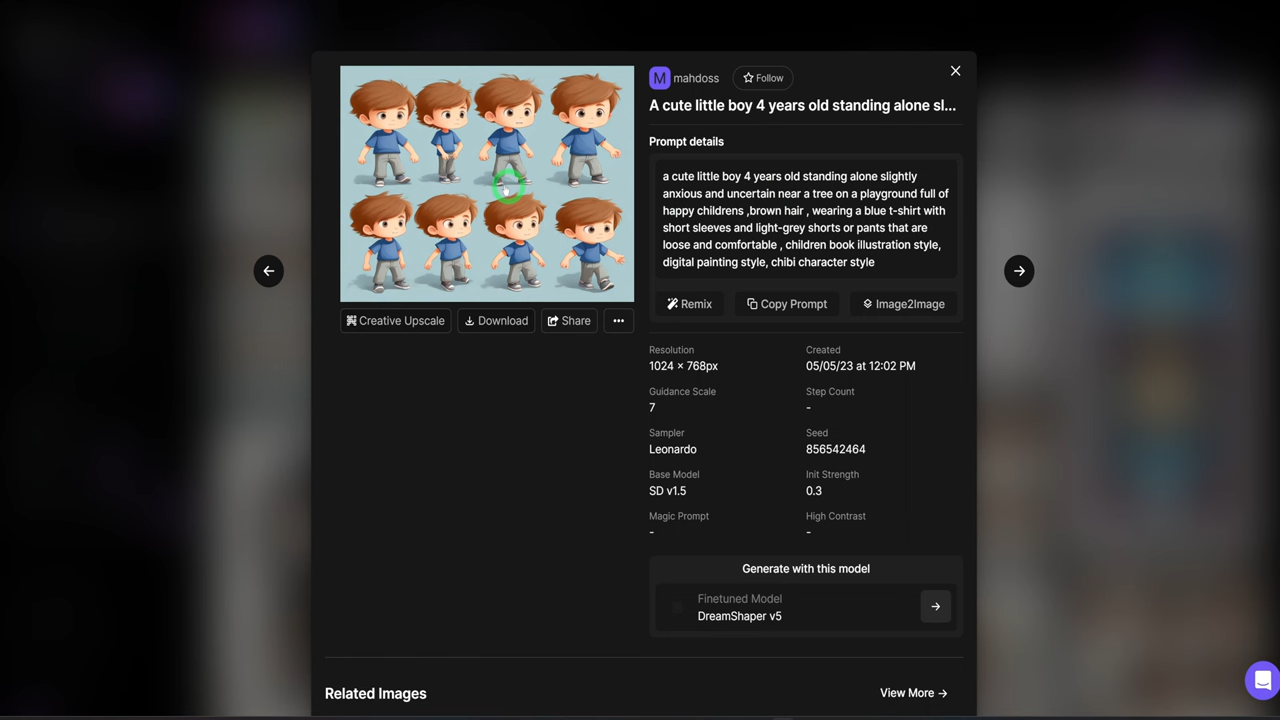 M mahdoss Follow
A cute little boy 4 years old standing alone sl...
Prompt details
a cute little boy 4 years old standing alone slightly
anxious and uncertain near a tree on a playground full of
happy childrens ,brown hair , wearing a blue t-shirt with
short sleeves and light-grey shorts or pants that are
loose and comfortable , children book illustration style,
digital painting style, chibi character style
Remix Copy Prompt Image2Image
Creative Upscale Download Share
Resolution Created
1024 × 768px 05/05/23 at 12:02 PM
Guidance Scale Step Count
7 -
Sampler Seed
Leonardo 856542464
Base Model Init Strength
SD v1.5 0.3
Magic Prompt High Contrast
- -
Generate with this model
Finetuned Model
DreamShaper v5
Related Images View More